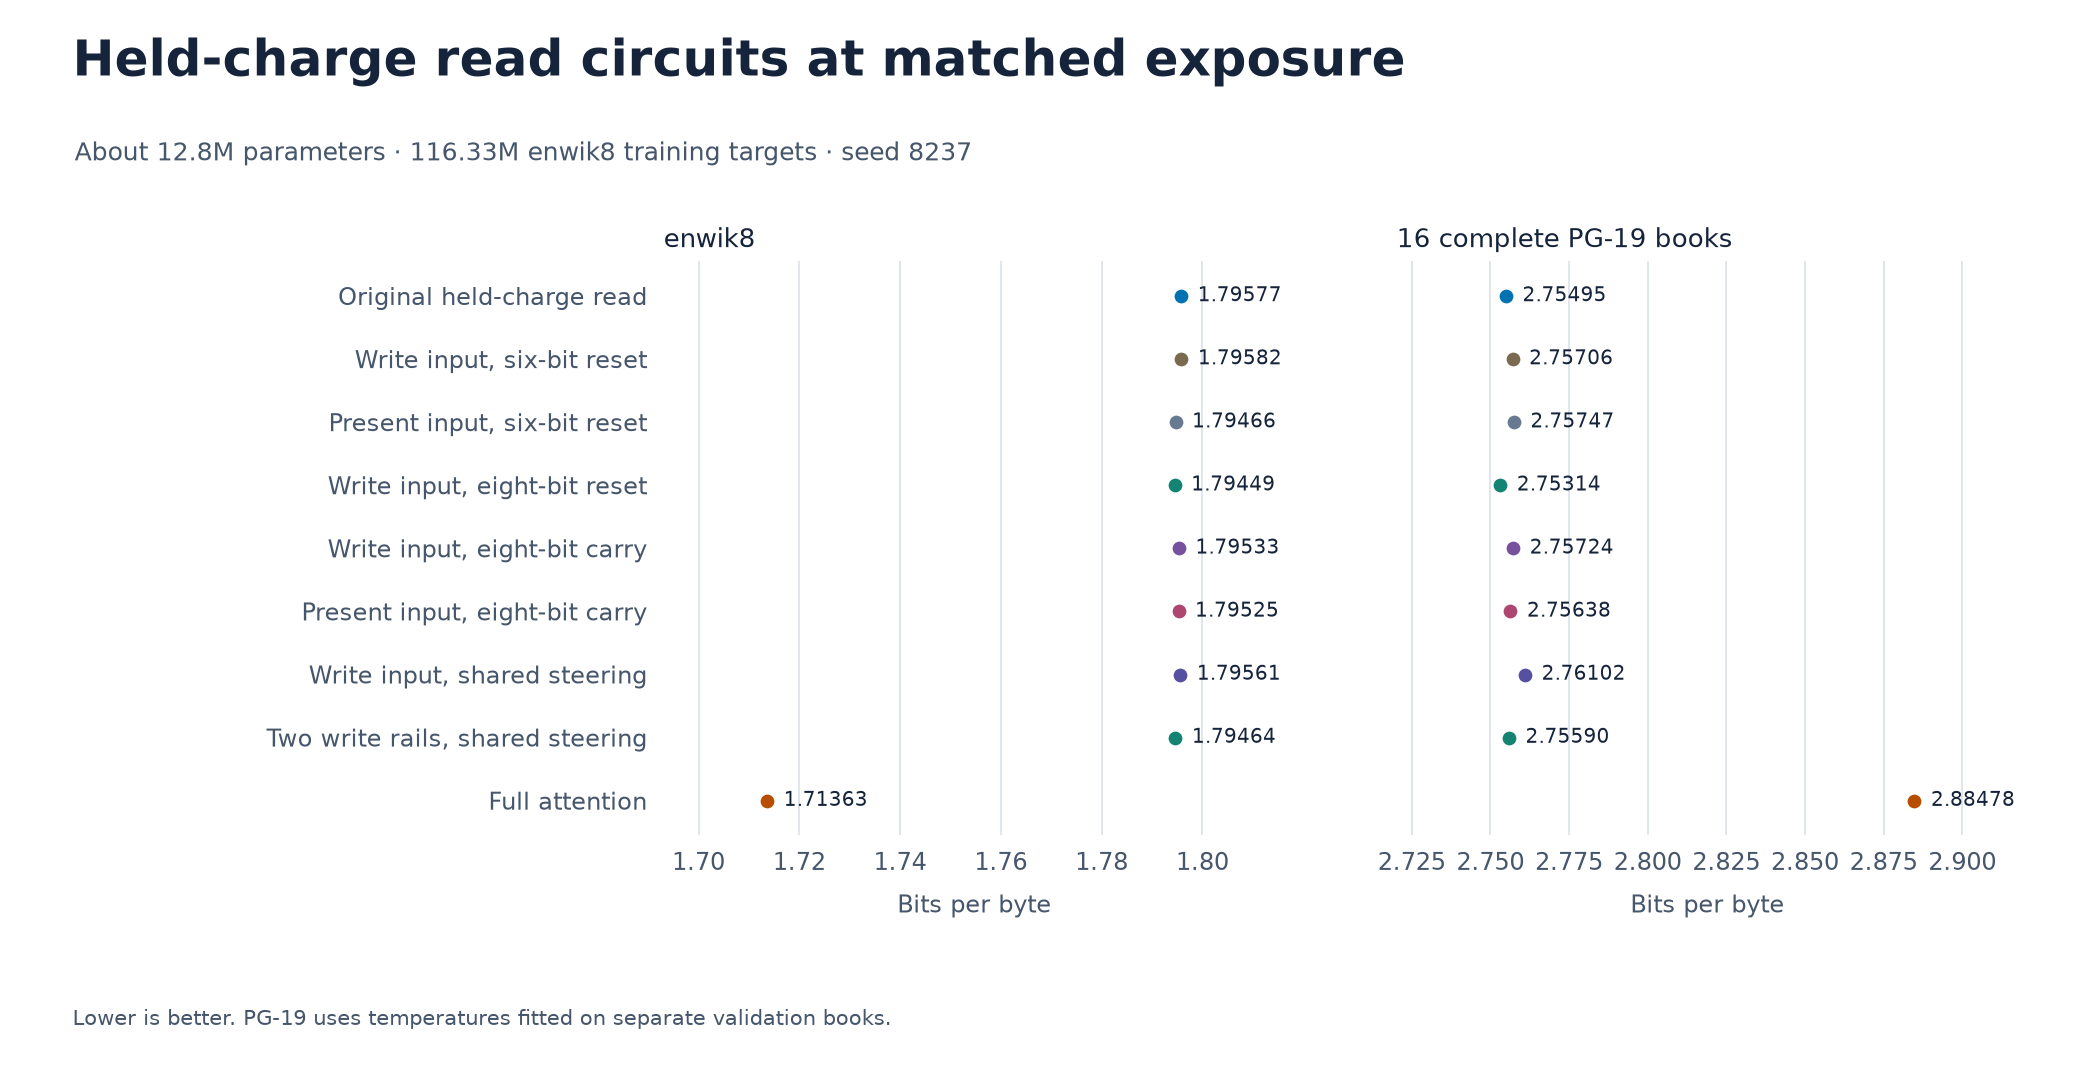 Held-charge read circuits at matched exposure
About 12.8M parameters · 116.33M enwik8 training targets · seed 8237
enwik8 16 complete PG-19 books
Original held-charge read 1.79577 2.75495
Write input, six-bit reset 1.79582 2.75706
Present input, six-bit reset 1.79466 2.75747
Write input, eight-bit reset 1.79449 2.75314
Write input, eight-bit carry 1.79533 2.75724
Present input, eight-bit carry 1.79525 2.75638
Write input, shared steering 1.79561 2.76102
Two write rails, shared steering 1.79464 2.75590
Full attention 1.71363 2.88478
1.70 1.72 1.74 1.76 1.78 1.80 2.725 2.750 2.775 2.800 2.825 2.850 2.875 2.900
Bits per byte Bits per byte
Lower is better. PG-19 uses temperatures fitted on separate validation books.